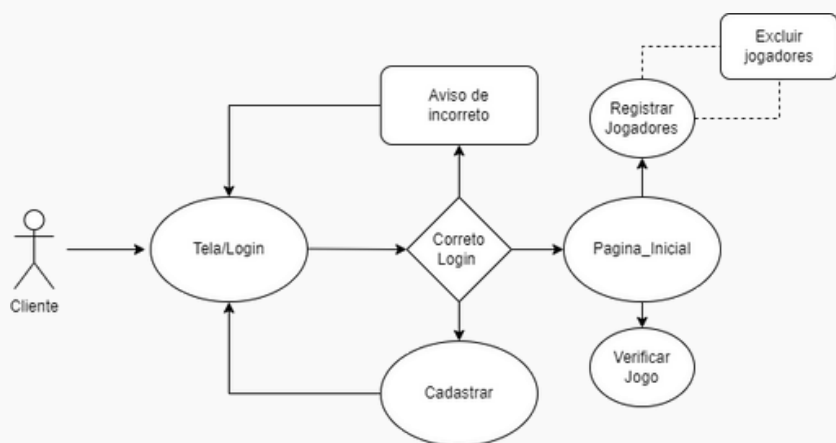 Excluir
jogadores
Aviso de
incorreto
Registrar
Jogadores
Tela/Login
Correto
Login
Pagina_Inicial
Cliente
Verificar
Jogo
Cadastrar